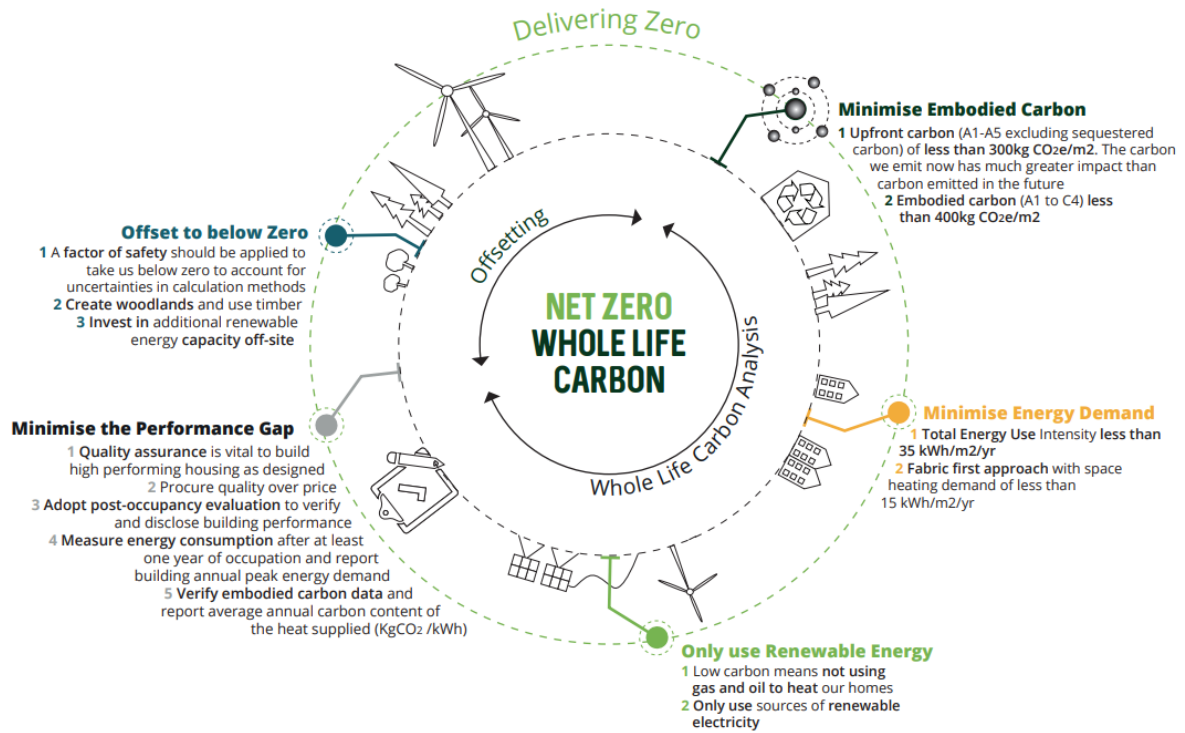 Delivering Zero
Minimise Embodied Carbon
1 Upfront carbon (A1-A5 excluding sequestered
carbon) of less than 300kg CO2e/m2. The carbon
we emit now has much greater impact than
carbon emitted in the future
2 Embodied carbon (A1 to C4) less
than 400kg CO2e/m2
Offset to below Zero
1 A factor of safety should be applied to
take us below zero to account for
uncertainties in calculation methods
2 Create woodlands and use timber
3 Invest in additional renewable
energy capacity off-site
Offsetting
NET ZERO
WHOLE LIFE
CARBON
Whole Life Carbon Analysis
Minimise Energy Demand
1 Total Energy Use Intensity less than
35 kWh/m2/yr
2 Fabric first approach with space
heating demand of less than
15 kWh/m2/yr
Minimise the Performance Gap
1 Quality assurance is vital to build
high performing housing as designed
2 Procure quality over price
3 Adopt post-occupancy evaluation to verify
and disclose building performance
4 Measure energy consumption after at least
one year of occupation and report
building annual peak energy demand
5 Verify embodied carbon data and
report average annual carbon content of
the heat supplied (KgCO2 /kWh)
Only use Renewable Energy
1 Low carbon means not using
gas and oil to heat our homes
2 Only use sources of renewable
electricity